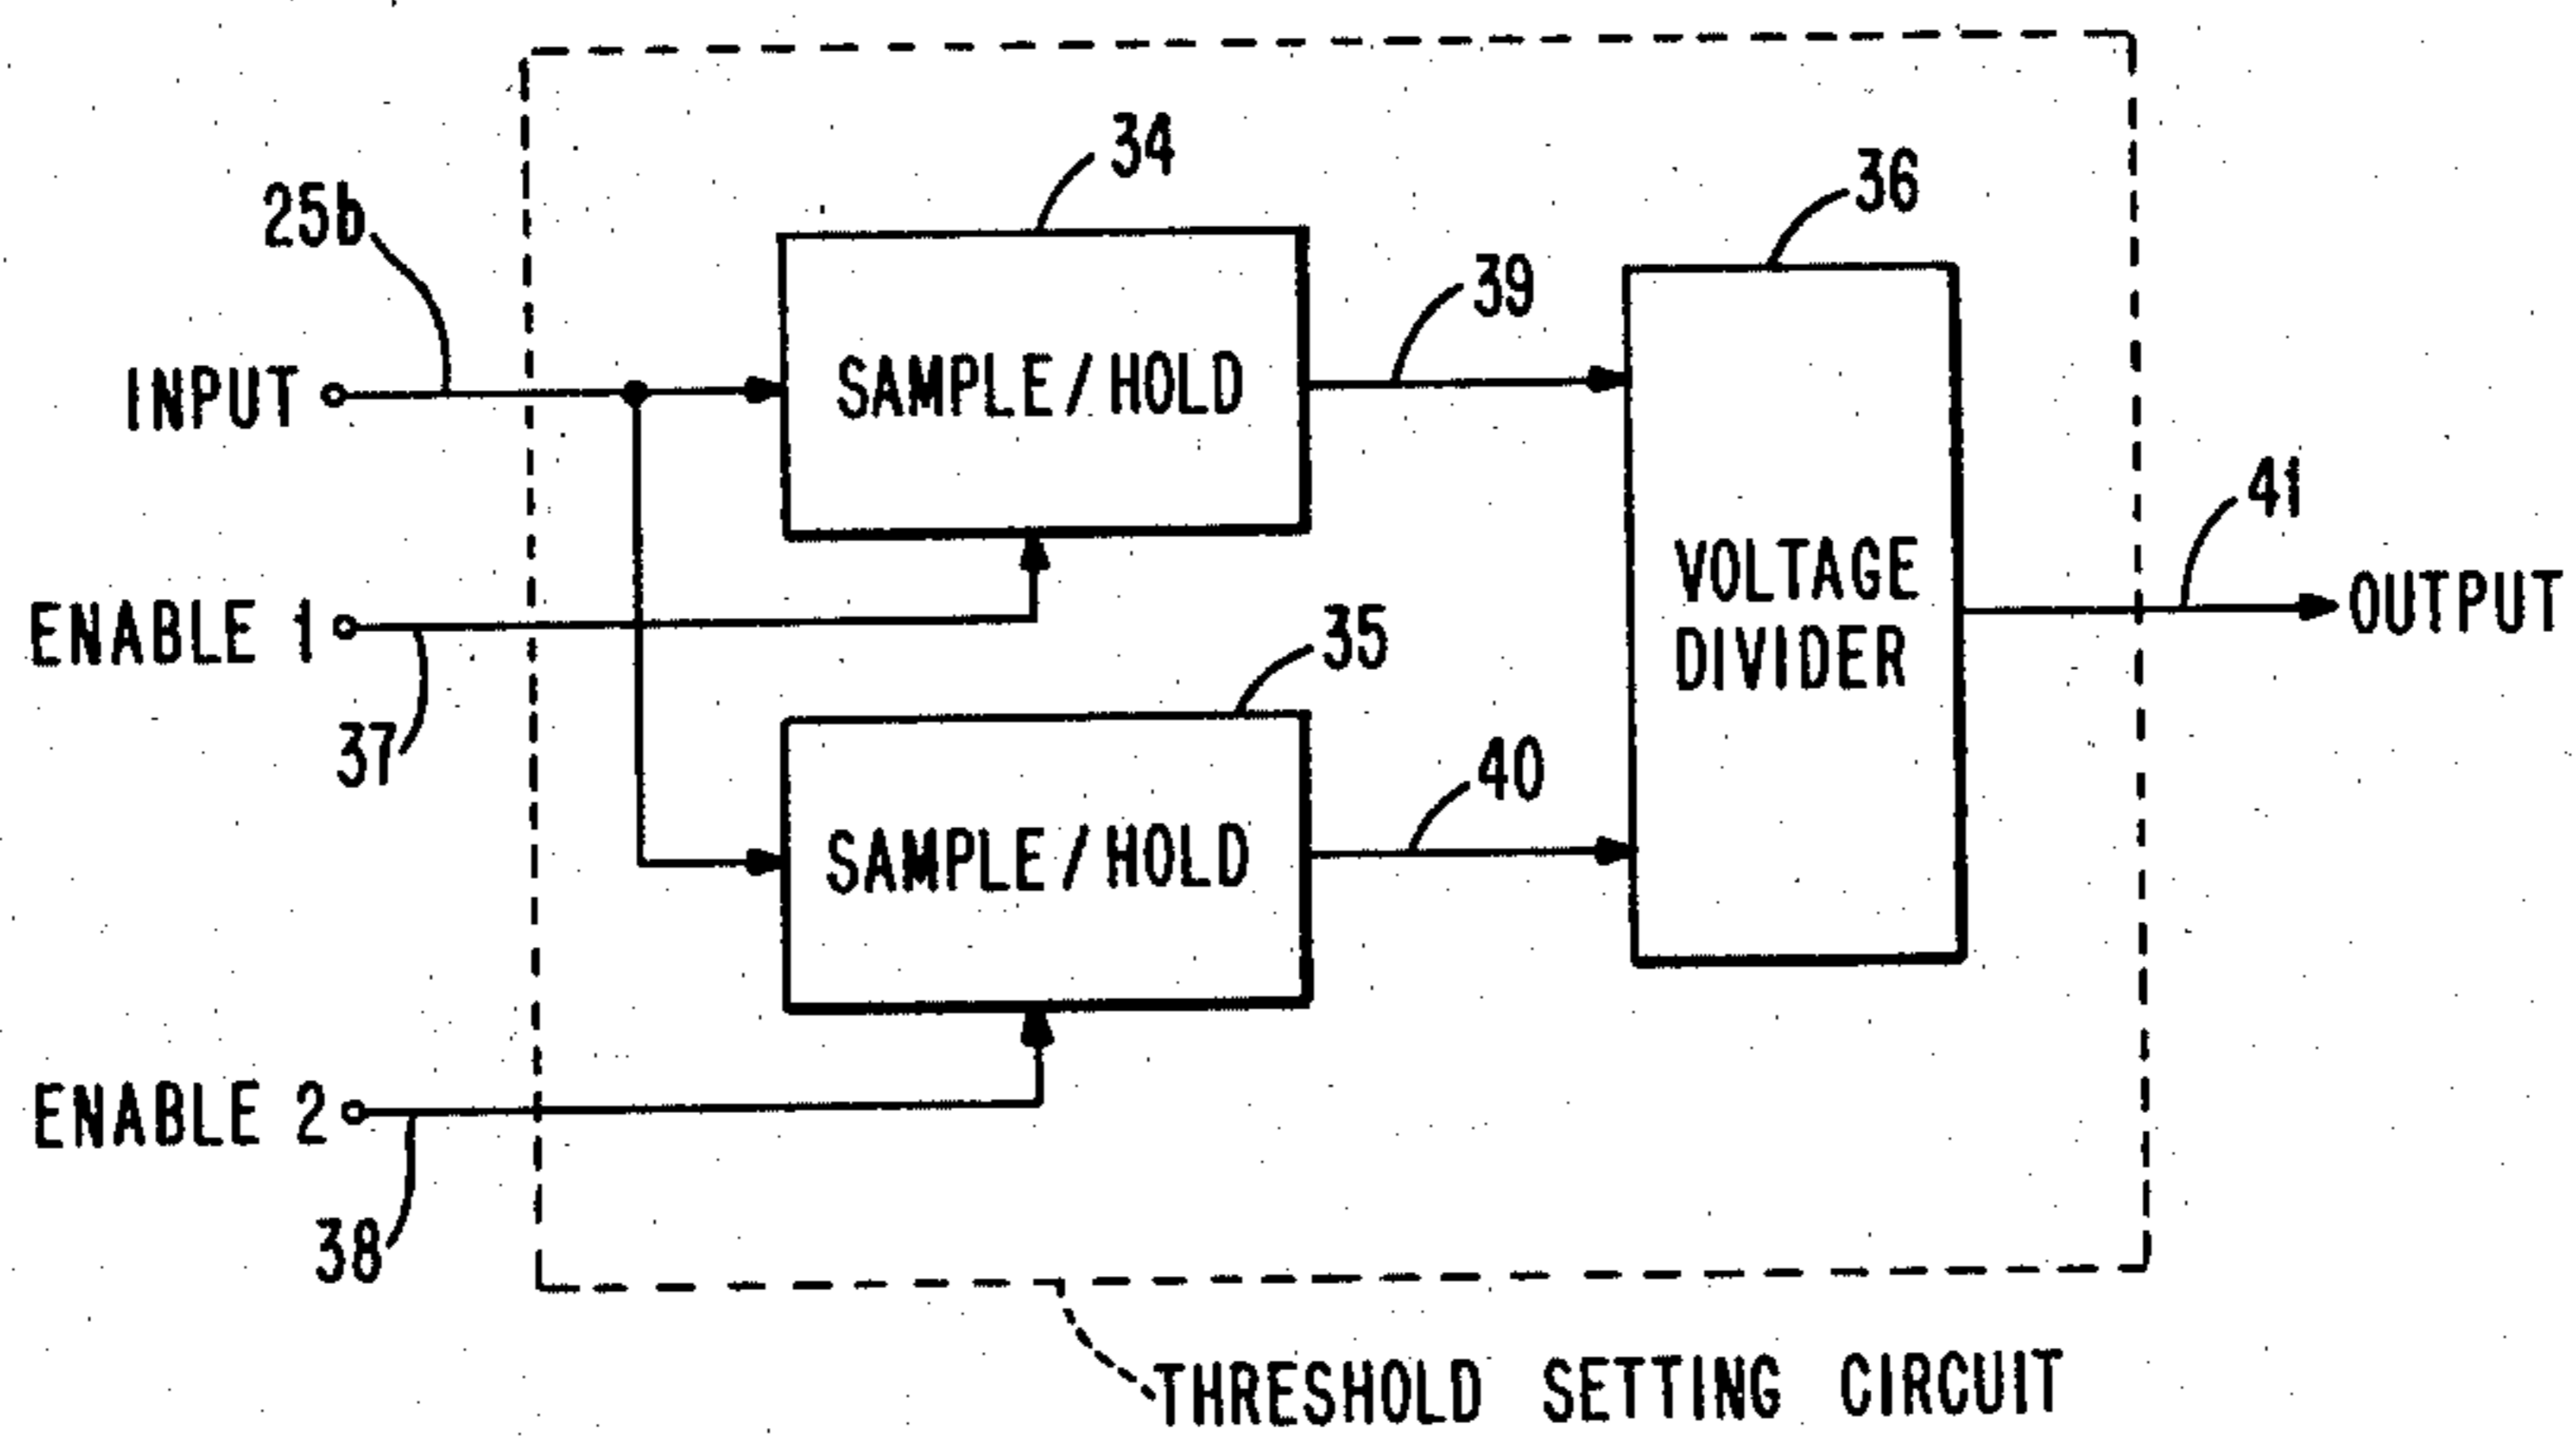 34
36
25b
39
INPUT
SAMPLE / HOLD
41
VOLTAGE
DIVIDER
OUTPUT
ENABLE 1
35
37
40
SAMPLE / HOLD
ENABLE 2
38
THRESHOLD SETTING CIRCUIT